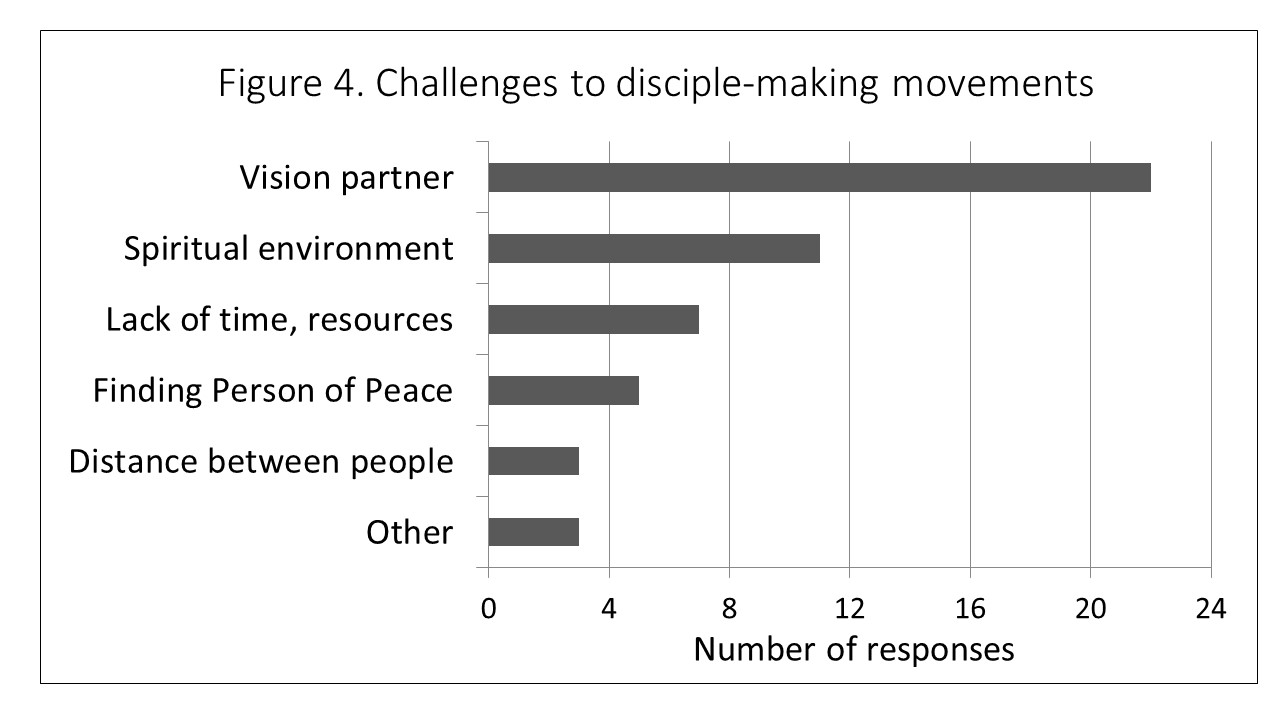 Figure 4. Challenges to disciple-making movements
Vision partner
Spiritual environment
Lack of time, resources
Finding Person of Peace
Distance between people
Other
0 4 8 12 16 20 24
Number of responses